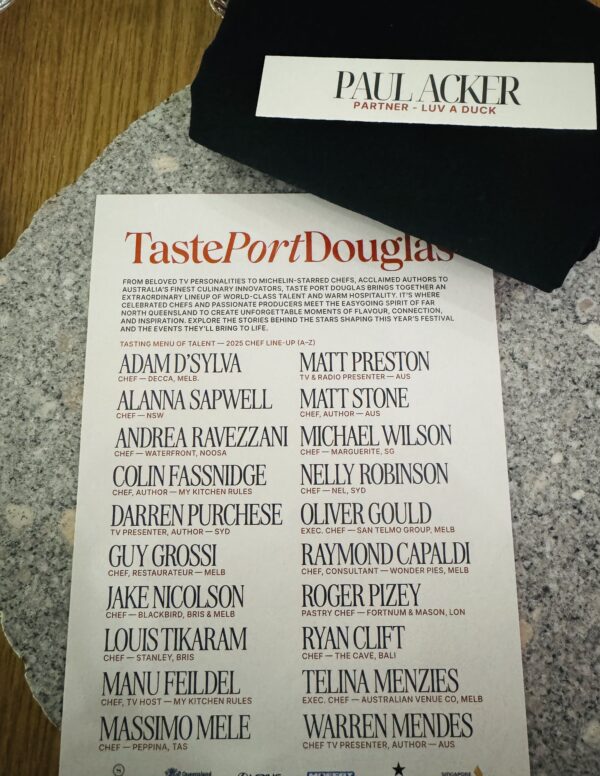 PAUL ACKER
PARTNER - LUV A DUCK
TastePortDouglas
FROM BELOVED TV PERSONALITIES TO MICHELIN-STARRED CHEFS, ACCLAIMED AUTHORS TO
AUSTRALIA'S FINEST CULINARY INNOVATORS, TASTE PORT DOUGLAS BRINGS TOGETHER AN
EXTRAORDINARY LINEUP OF WORLD-CLASS TALENT AND WARM HOSPITALITY. IT'S WHERE
CELEBRATED CHEFS AND PASSIONATE PRODUCERS MEET THE EASYGOING SPIRIT OF FAR
NORTH QUEENSLAND TO CREATE UNFORGETTABLE MOMENTS OF FLAVOUR, CONNECTION,
AND INSPIRATION. EXPLORE THE STORIES BEHIND THE STARS SHAPING THIS YEAR'S FESTIVAL
AND THE EVENTS THEY'LL BRING TO LIFE.
TASTING MENU OF TALENT — 2025 CHEF LINE-UP (A–Z)
ADAM D'SYLVA
CHEF — DECCA, MELB.
ALANNA SAPWELL
CHEF — NSW
ANDREA RAVEZZANI
CHEF — WATERFRONT, NOOSA
COLIN FASSNIDGE
CHEF, AUTHOR — MY KITCHEN RULES
DARREN PURCHESE
TV PRESENTER, AUTHOR — SYD
GUY GROSSI
CHEF, RESTAURATEUR — MELB
JAKE NICOLSON
CHEF — BLACKBIRD, BRIS & MELB
LOUIS TIKARAM
CHEF — STANLEY, BRIS
MANU FEILDEL
CHEF, TV HOST — MY KITCHEN RULES
MASSIMO MELE
CHEF — PEPPINA, TAS
MATT PRESTON
TV & RADIO PRESENTER — AUS
MATT STONE
CHEF, AUTHOR — AUS
MICHAEL WILSON
CHEF — MARGUERITE, SG
NELLY ROBINSON
CHEF — NEL, SYD
OLIVER GOULD
EXEC. CHEF — SAN TELMO GROUP, MELB
RAYMOND CAPALDI
CHEF, CONSULTANT — WONDER PIES, MELB
ROGER PIZEY
PASTRY CHEF — FORTNUM & MASON, LON
RYAN CLIFT
CHEF — THE CAVE, BALI
TELINA MENZIES
EXEC. CHEF — AUSTRALIAN VENUE CO, MELB
WARREN MENDES
CHEF TV PRESENTER, AUTHOR — AUS
Queensland
SINGAPORE